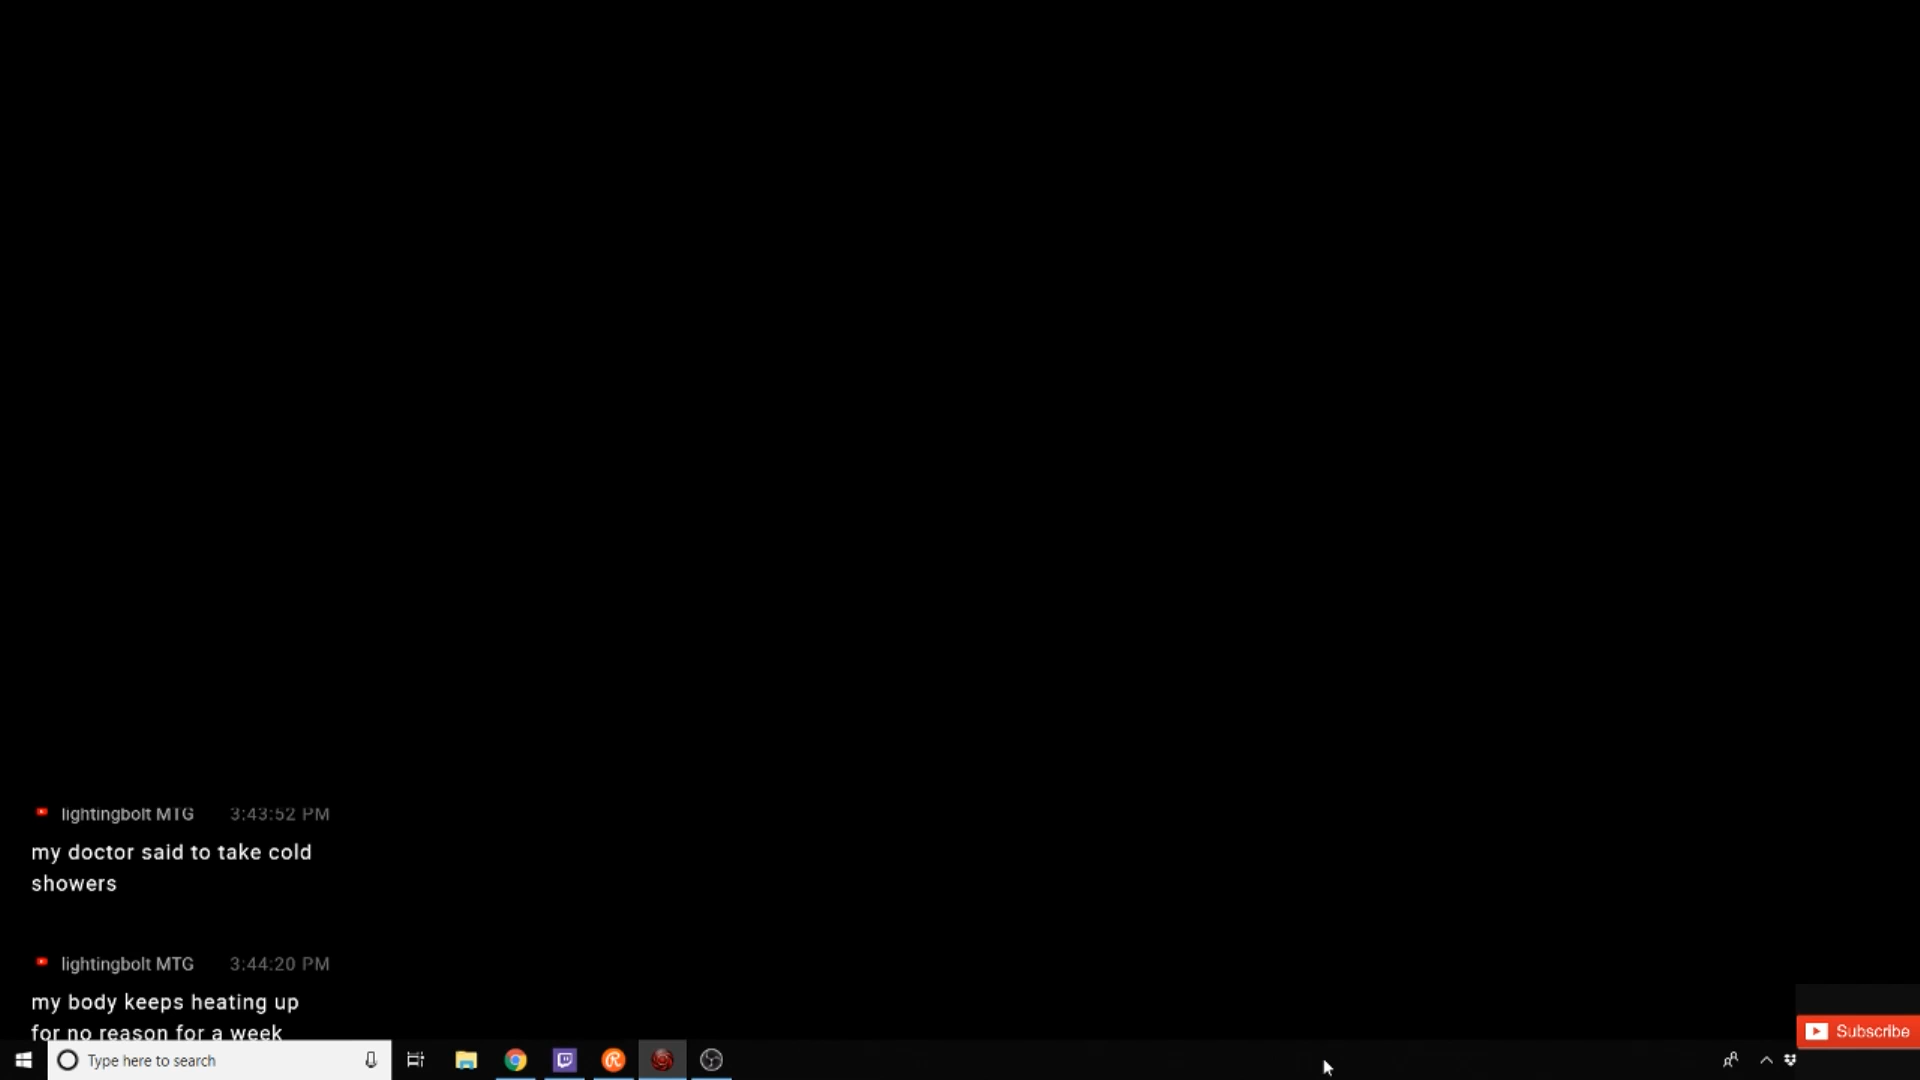 lightingbolt MTG 3:43:52 PM
my doctor said to take cold
showers
lightingbolt MTG 3:44:20 PM
my body keeps heating up
for no reason for a week
Subscribe
Type here to search